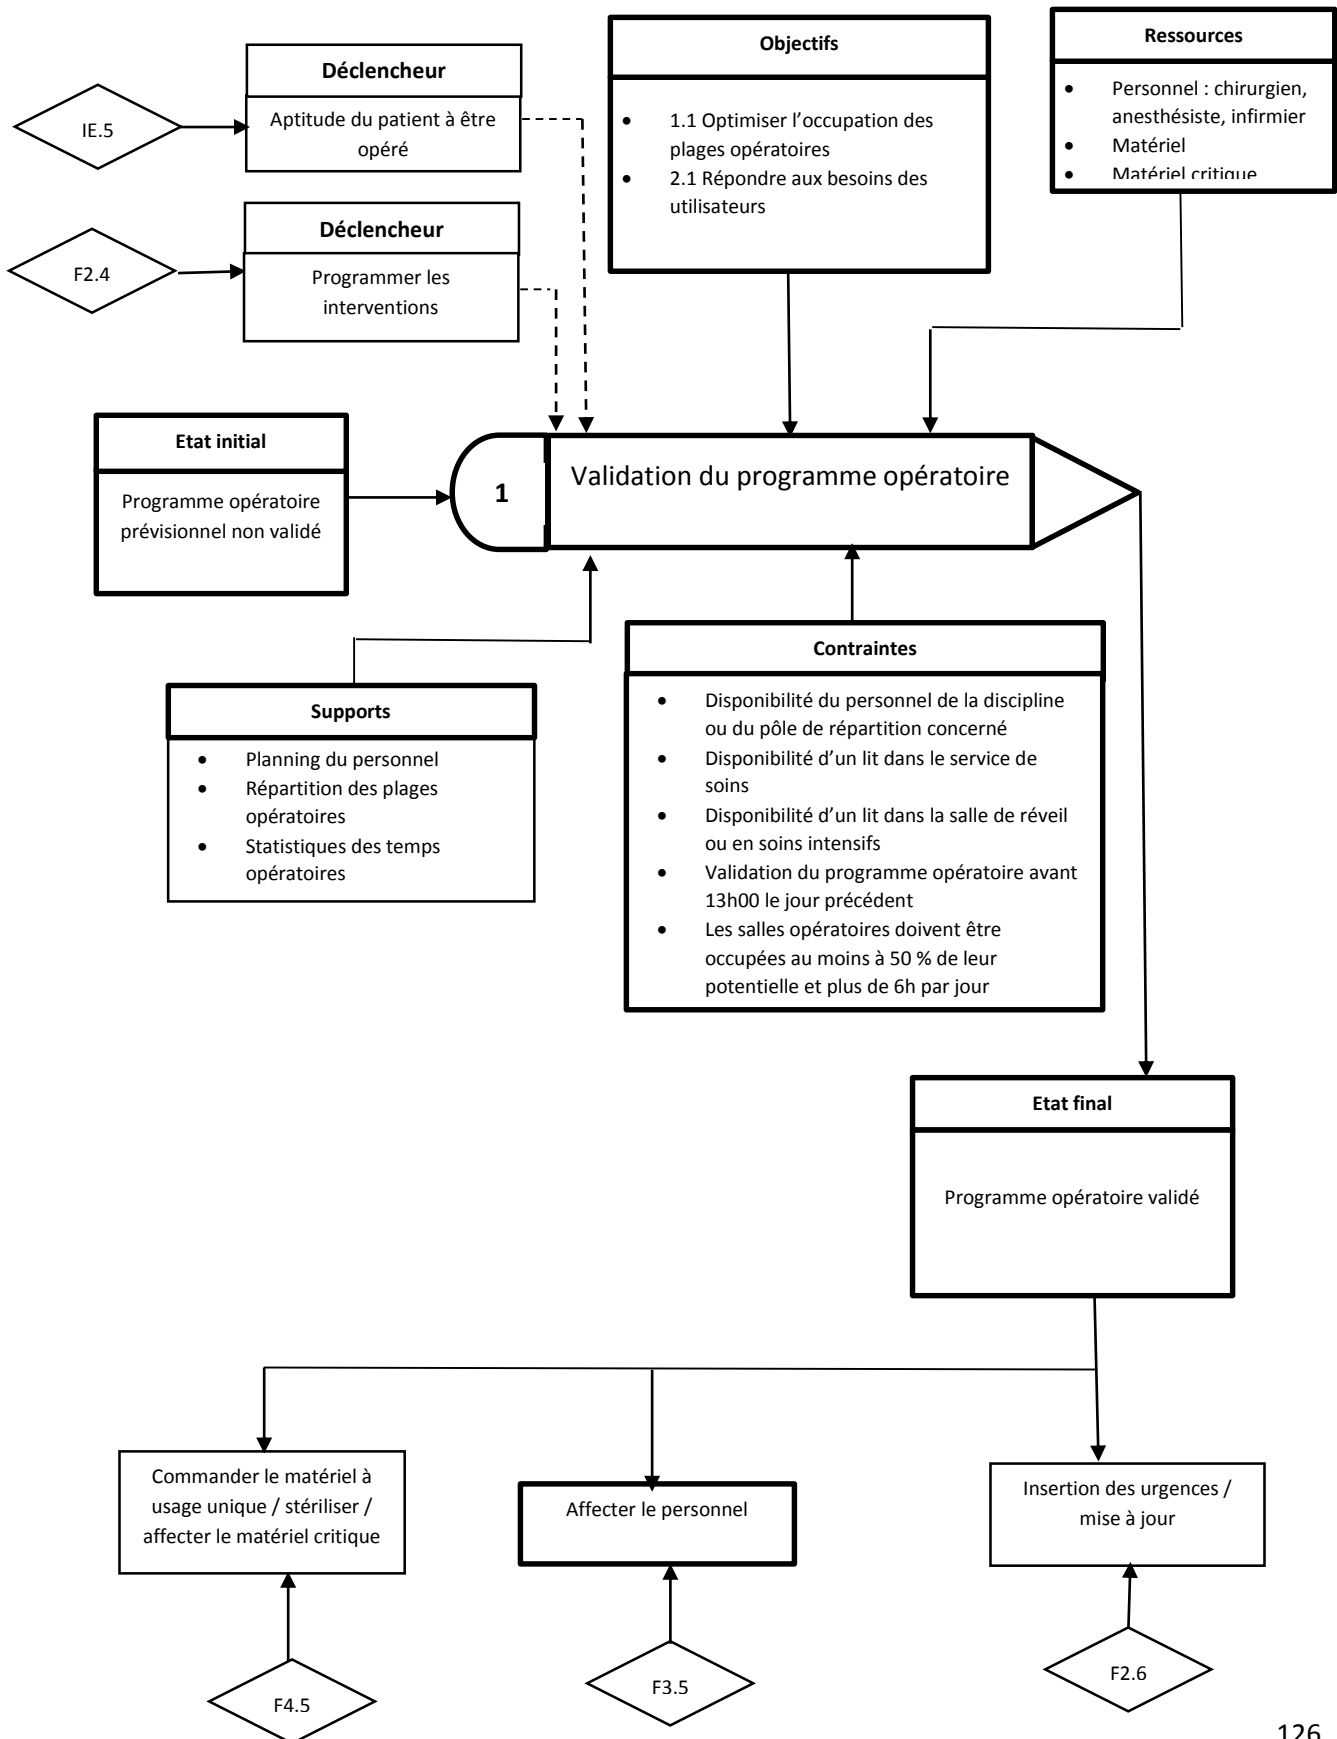 Objectifs
1.1 Optimiser l’occupation des
plages opératoires
2.1 Répondre aux besoins des
utilisateurs
Ressources
Personnel : chirurgien,
anesthésiste, infirmier
Matériel
Matériel critique
Déclencheur
Aptitude du patient à être
opéré
IE.5
Déclencheur
Programmer les
interventions
F2.4
Etat initial
Programme opératoire
prévisionnel non validé
1
Validation du programme opératoire
Supports
Planning du personnel
Répartition des plages
opératoires
Statistiques des temps
opératoires
Contraintes
Disponibilité du personnel de la discipline
ou du pôle de répartition concerné
Disponibilité d’un lit dans le service de
soins
Disponibilité d’un lit dans la salle de réveil
ou en soins intensifs
Validation du programme opératoire avant
13h00 le jour précédent
Les salles opératoires doivent être
occupées au moins à 50 % de leur
potentielle et plus de 6h par jour
Etat final
Programme opératoire validé
Commander le matériel à
usage unique / stériliser /
affecter le matériel critique
Affecter le personnel
Insertion des urgences /
mise à jour
F4.5
F3.5
F2.6
126